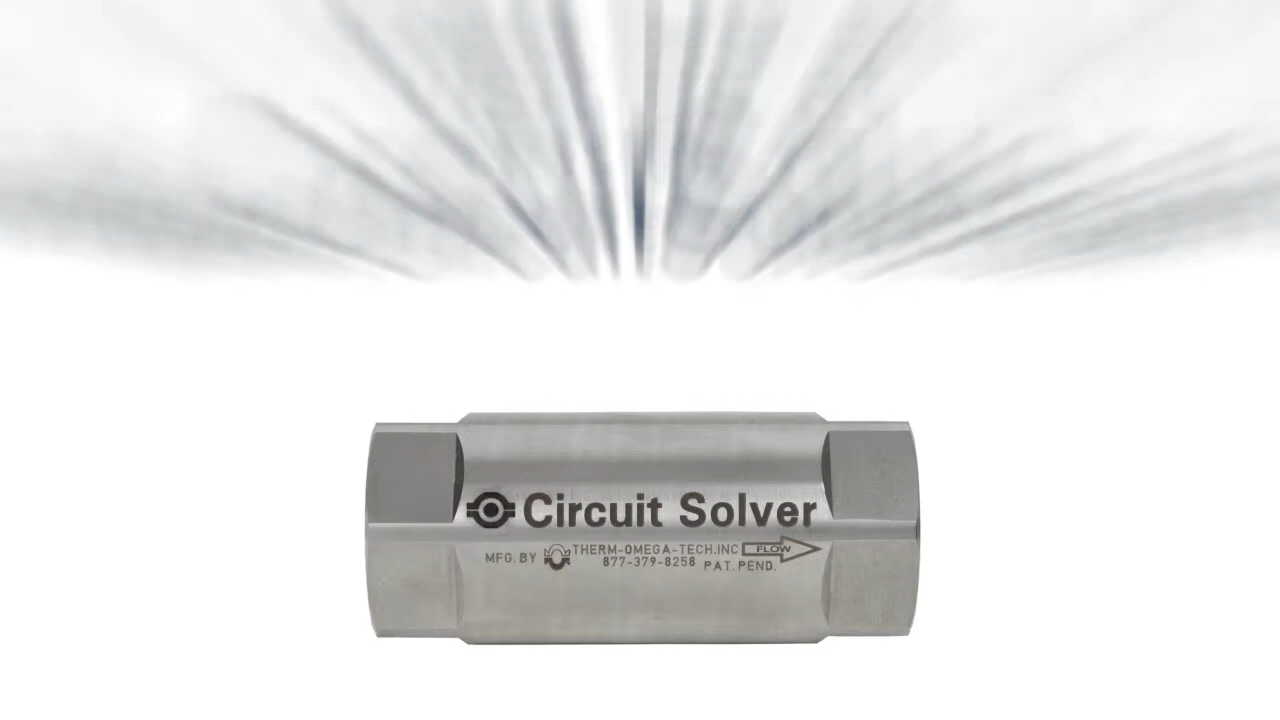 Circuit Solver
MFG. BY THERM-OMEGA-TECH.INC FLOW
877-379-8258 PAT. PEND.